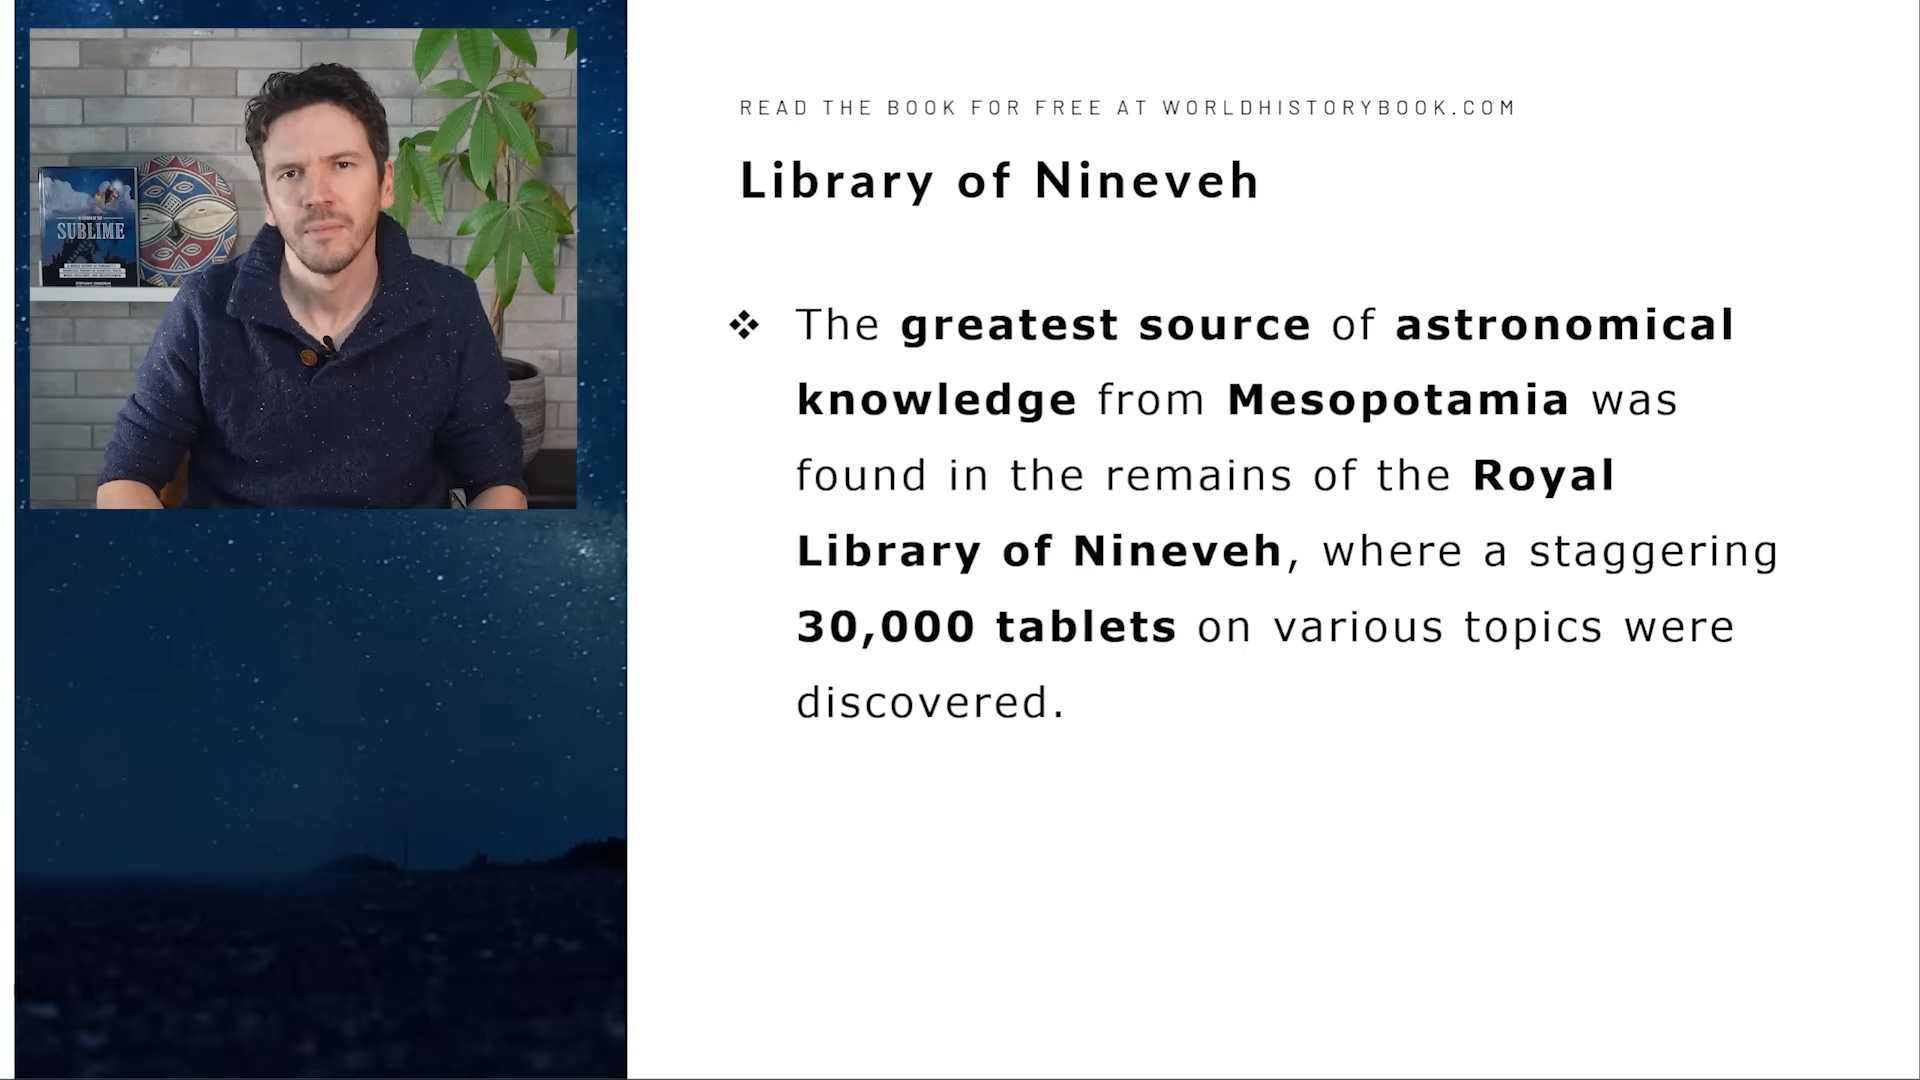 READ THE BOOK FOR FREE AT WORLDHISTORYBOOK.COM
Library of Nineveh
❖ The greatest source of astronomical
knowledge from Mesopotamia was
found in the remains of the Royal
Library of Nineveh, where a staggering
30,000 tablets on various topics were
discovered.
SUBLIME